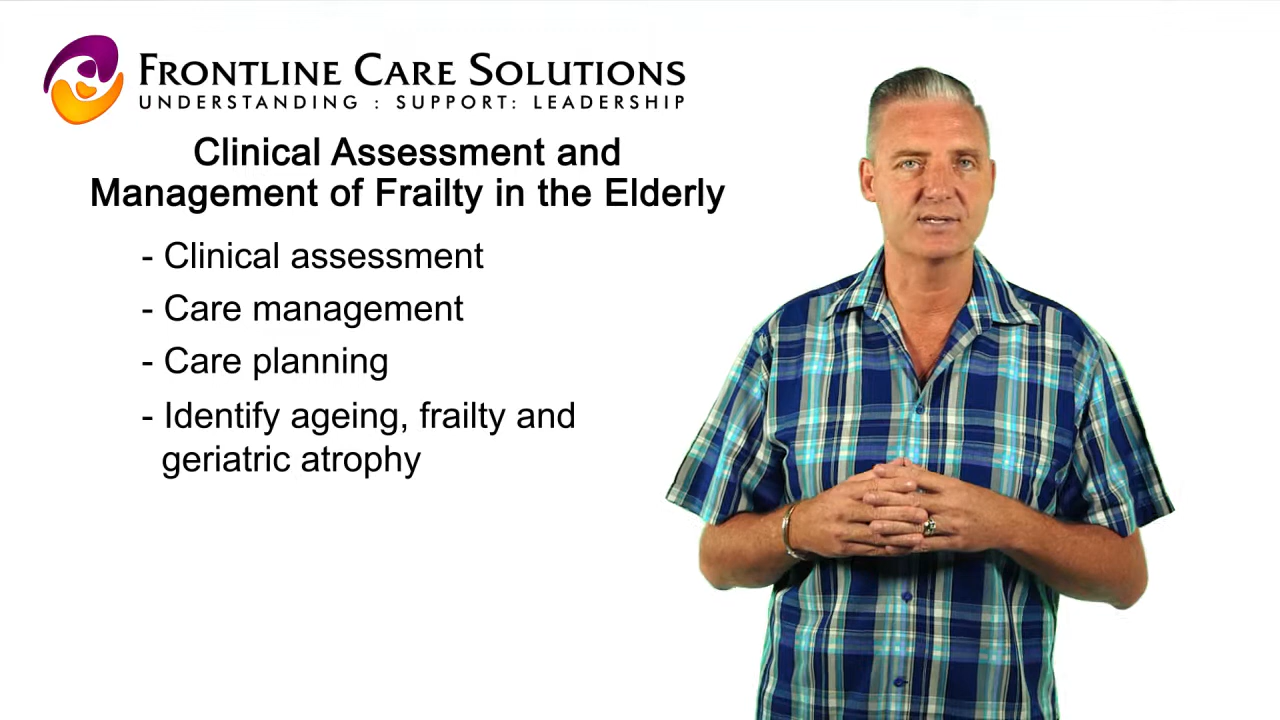 FRONTLINE CARE SOLUTIONS
UNDERSTANDING : SUPPORT: LEADERSHIP
Clinical Assessment and
Management of Frailty in the Elderly
- Clinical assessment
- Care management
- Care planning
- Identify ageing, frailty and
geriatric atrophy